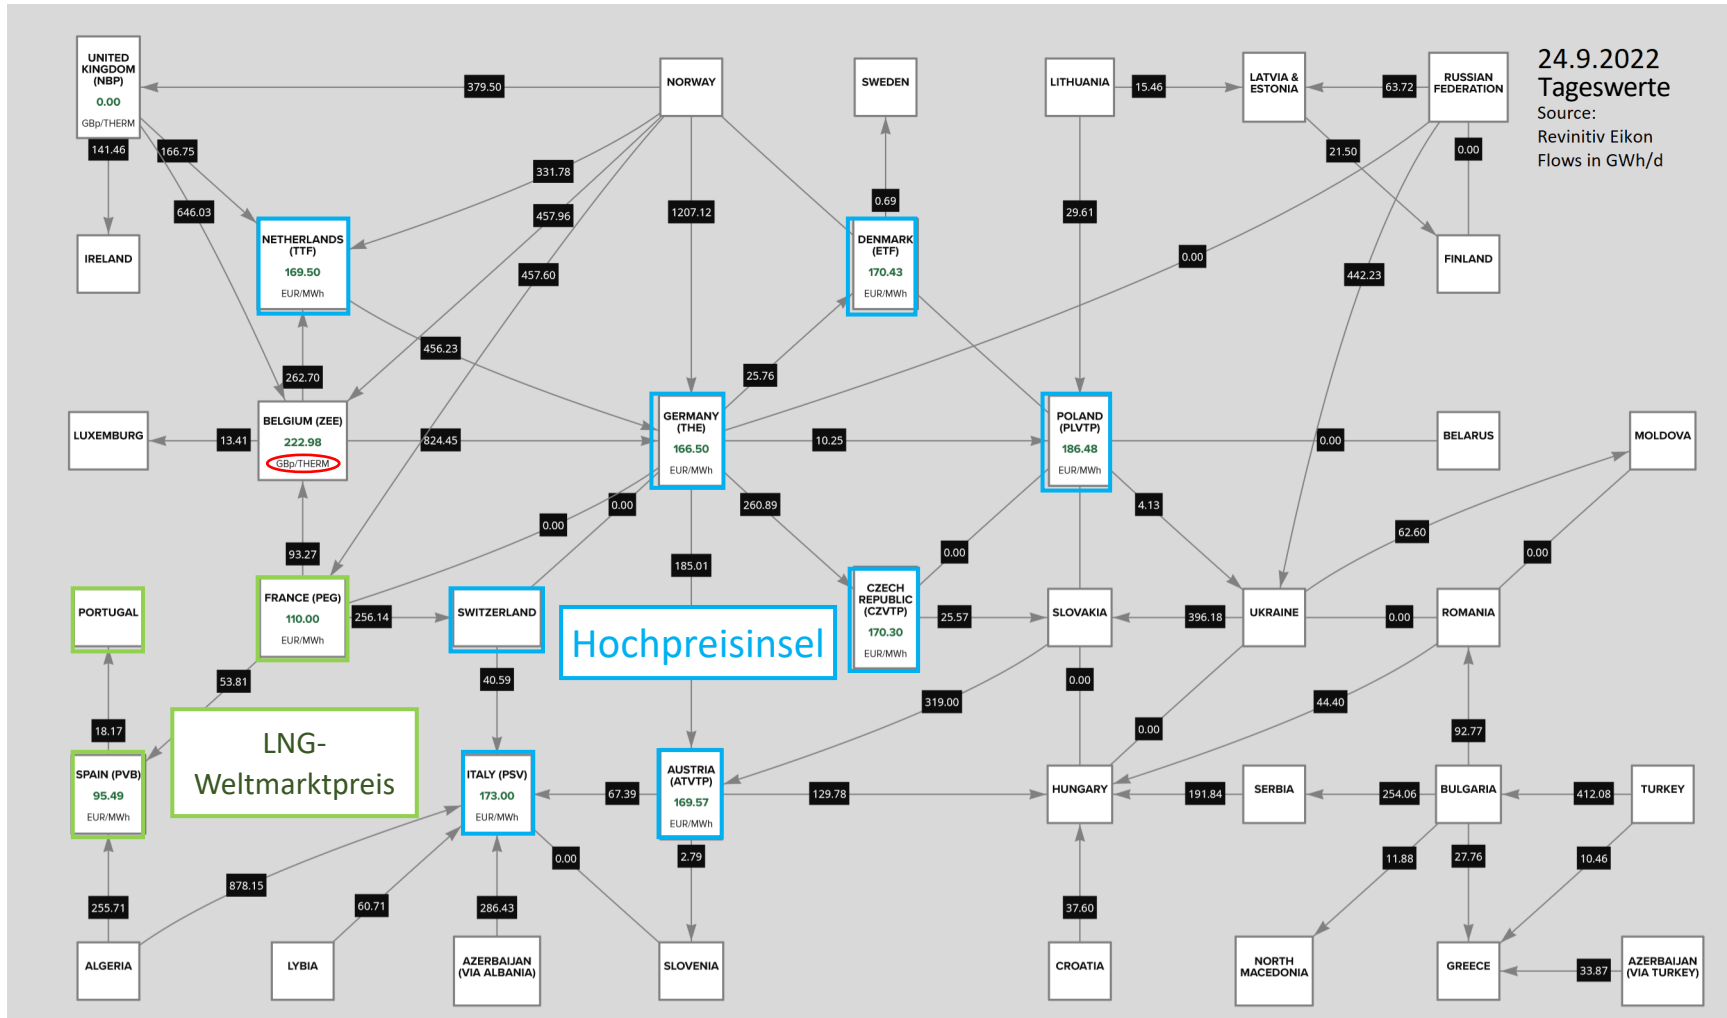 24.9.2022
Tageswerte
Source:
Revinitiv Eikon
Flows in GWh/d
UNITED
KINGDOM
(NBP)
0.00
GBp/THERM
379.50
NORWAY
SWEDEN
LITHUANIA
15.46
LATVIA &
ESTONIA
63.72
RUSSIAN
FEDERATION
141.46
166.75
331.78
21.50
0.00
646.03
457.96
1207.12
0.69
29.61
IRELAND
NETHERLANDS
(TTF)
169.50
EUR/MWh
457.60
DENMARK
(ETF)
170.43
EUR/MWh
0.00
442.23
FINLAND
262.70
456.23
25.76
LUXEMBURG
13.41
BELGIUM (ZEE)
222.98
GBp/THERM
824.45
GERMANY
(THE)
166.50
EUR/MWh
10.25
POLAND
(PLVTP)
186.48
EUR/MWh
0.00
BELARUS
MOLDOVA
93.27
0.00
0.00
185.01
260.89
0.00
4.13
62.60
0.00
PORTUGAL
FRANCE (PEG)
110.00
EUR/MWh
256.14
SWITZERLAND
Hochpreisinsel
CZECH
REPUBLIC
(CZVTP)
170.30
EUR/MWh
25.57
SLOVAKIA
396.18
UKRAINE
0.00
ROMANIA
53.81
40.59
319.00
0.00
0.00
44.40
92.77
18.17
LNG-
Weltmarktpreis
SPAIN (PVB)
95.49
EUR/MWh
ITALY (PSV)
173.00
EUR/MWh
67.39
AUSTRIA
(ATVTP)
169.57
EUR/MWh
129.78
HUNGARY
191.84
SERBIA
254.06
BULGARIA
412.08
TURKEY
255.71
878.15
60.71
286.43
0.00
2.79
37.60
11.88
27.76
10.46
ALGERIA
LYBIA
AZERBAIJAN
(VIA ALBANIA)
SLOVENIA
CROATIA
NORTH
MACEDONIA
GREECE
33.87
AZERBAIJAN
(VIA TURKEY)